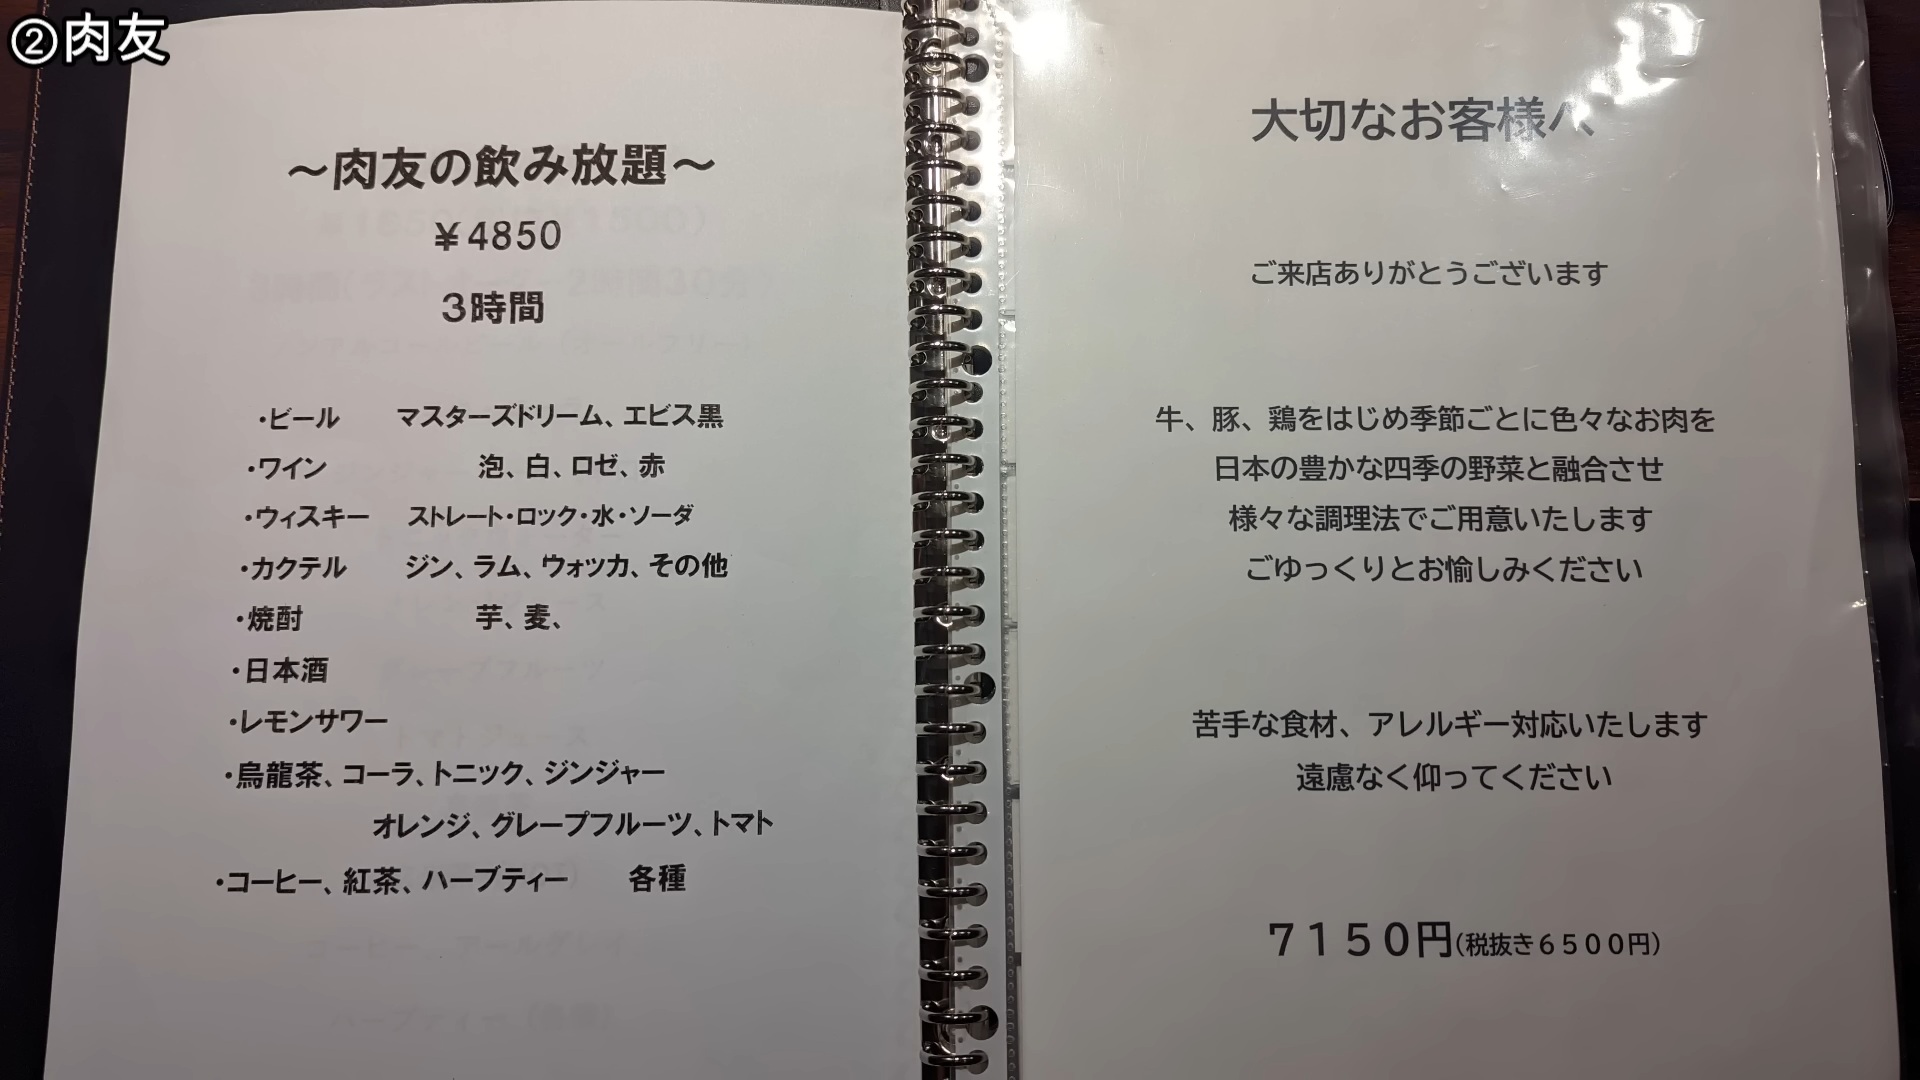 ②肉友
～肉友の飲み放題～
￥4850
3時間
・ビール　マスターズドリーム、エビス黒
・ワイン　泡、白、ロゼ、赤
・ウィスキー　ストレート・ロック・水・ソーダ
・カクテル　ジン、ラム、ウォッカ、その他
・焼酎　芋、麦、
・日本酒
・レモンサワー
・烏龍茶、コーラ、トニック、ジンジャー
オレンジ、グレープフルーツ、トマト
・コーヒー、紅茶、ハーブティー　各種
大切なお客様へ
ご来店ありがとうございます
牛、豚、鶏をはじめ季節ごとに色々なお肉を
日本の豊かな四季の野菜と融合させ
様々な調理法でご用意いたします
ごゆっくりとお愉しみください
苦手な食材、アレルギー対応いたします
遠慮なく仰ってください
７１５０円(税抜き６５００円)